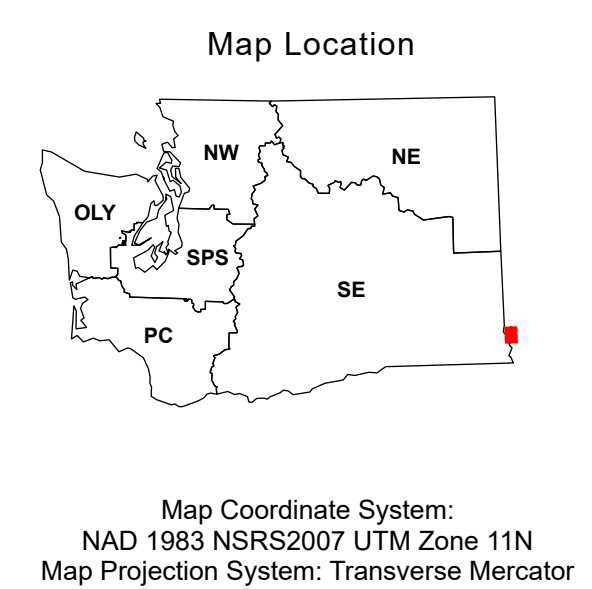 Map Location
NW
NE
OLY
SPS
SE
PC
Map Coordinate System:
NAD 1983 NSRS2007 UTM Zone 11N
Map Projection System: Transverse Mercator